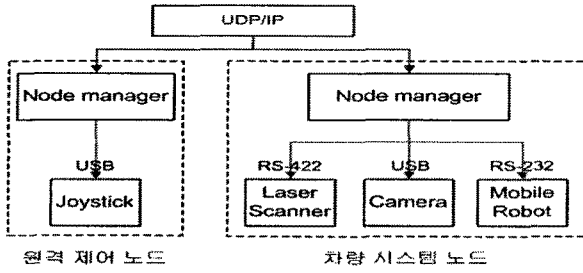 UDP/IP
Node manager
Node manager
USB
RS-422
USB
RS-232
Joystick
Laser
Scanner
Camera
Mobile
Robot
원격 제어 노드
차량 시스템 노드